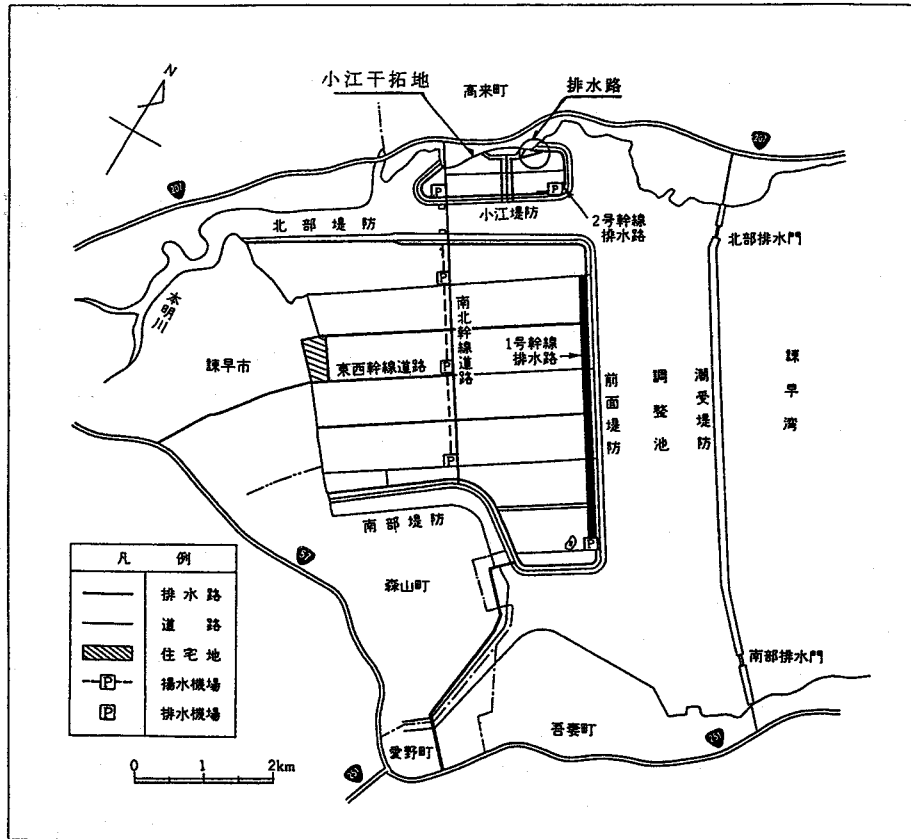 N
小江干拓地
高来町
排水路
207
207
P
P
小江堤防
2号幹線
排水路
北部堤防
北部排水門
本明川
P
南北幹線道路
諫早市
東西幹線道路
P
1号幹線
排水路
前面堤防
調整池
潮受堤防
諫早湾
P
南部堤防
P
57
森山町
凡例
排水路
道路
住宅地
P 揚水機場
P 排水機場
南部排水門
吾妻町
愛野町
251
251
0 1 2km